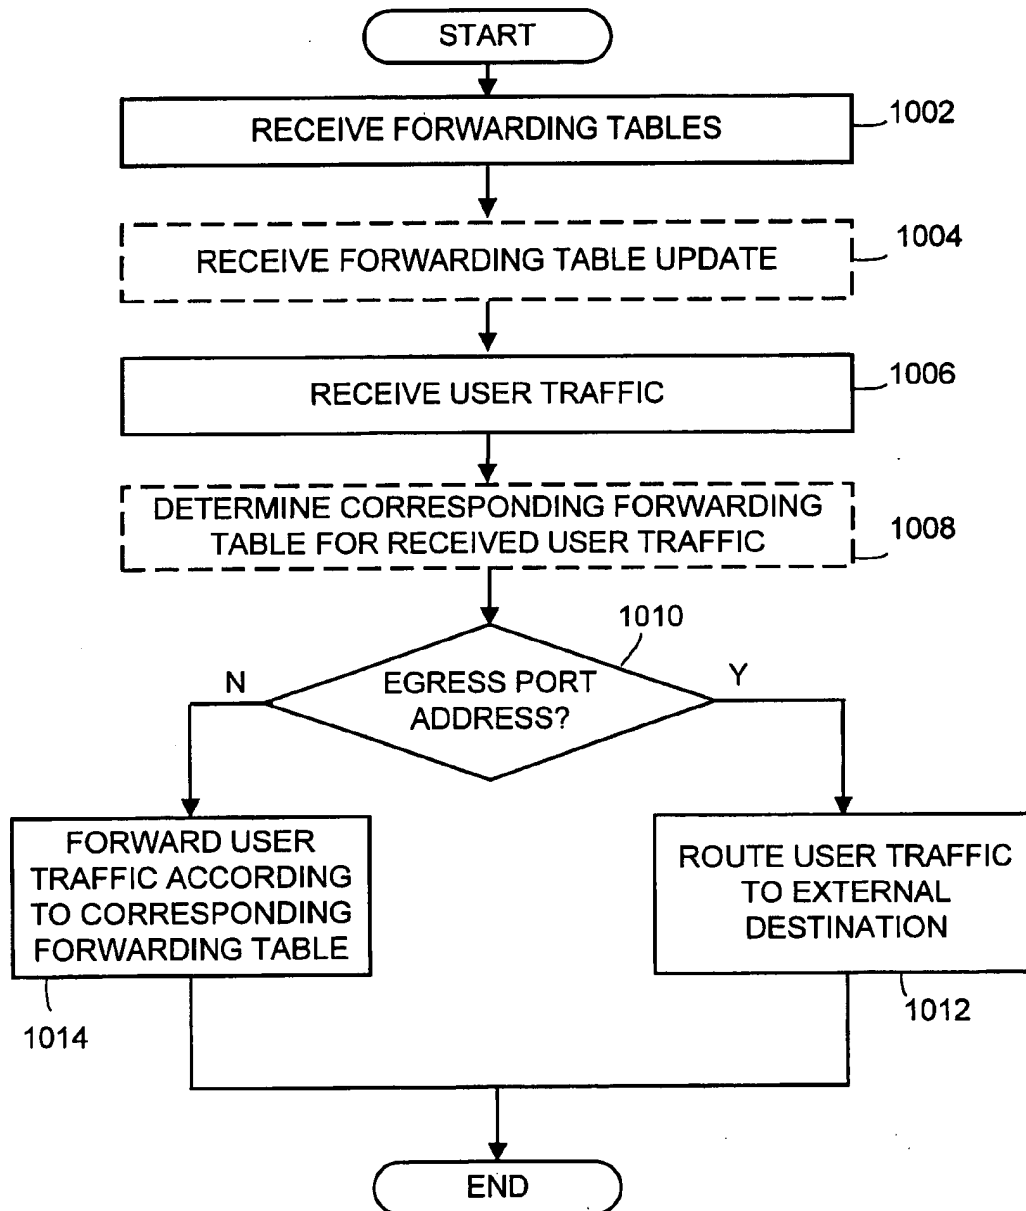 START
RECEIVE FORWARDING TABLES
1002
RECEIVE FORWARDING TABLE UPDATE
1004
RECEIVE USER TRAFFIC
1006
DETERMINE CORRESPONDING FORWARDING
TABLE FOR RECEIVED USER TRAFFIC
1008
1010
N
EGRESS PORT
ADDRESS?
Y
FORWARD USER
TRAFFIC ACCORDING
TO CORRESPONDING
FORWARDING TABLE
1014
ROUTE USER TRAFFIC
TO EXTERNAL
DESTINATION
1012
END